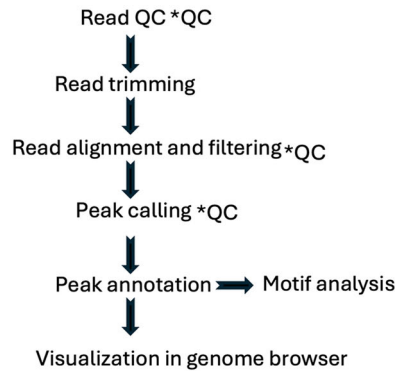 Read QC *QC
Read trimming
Read alignment and filtering *QC
Peak calling *QC
Peak annotation
Motif analysis
Visualization in genome browser